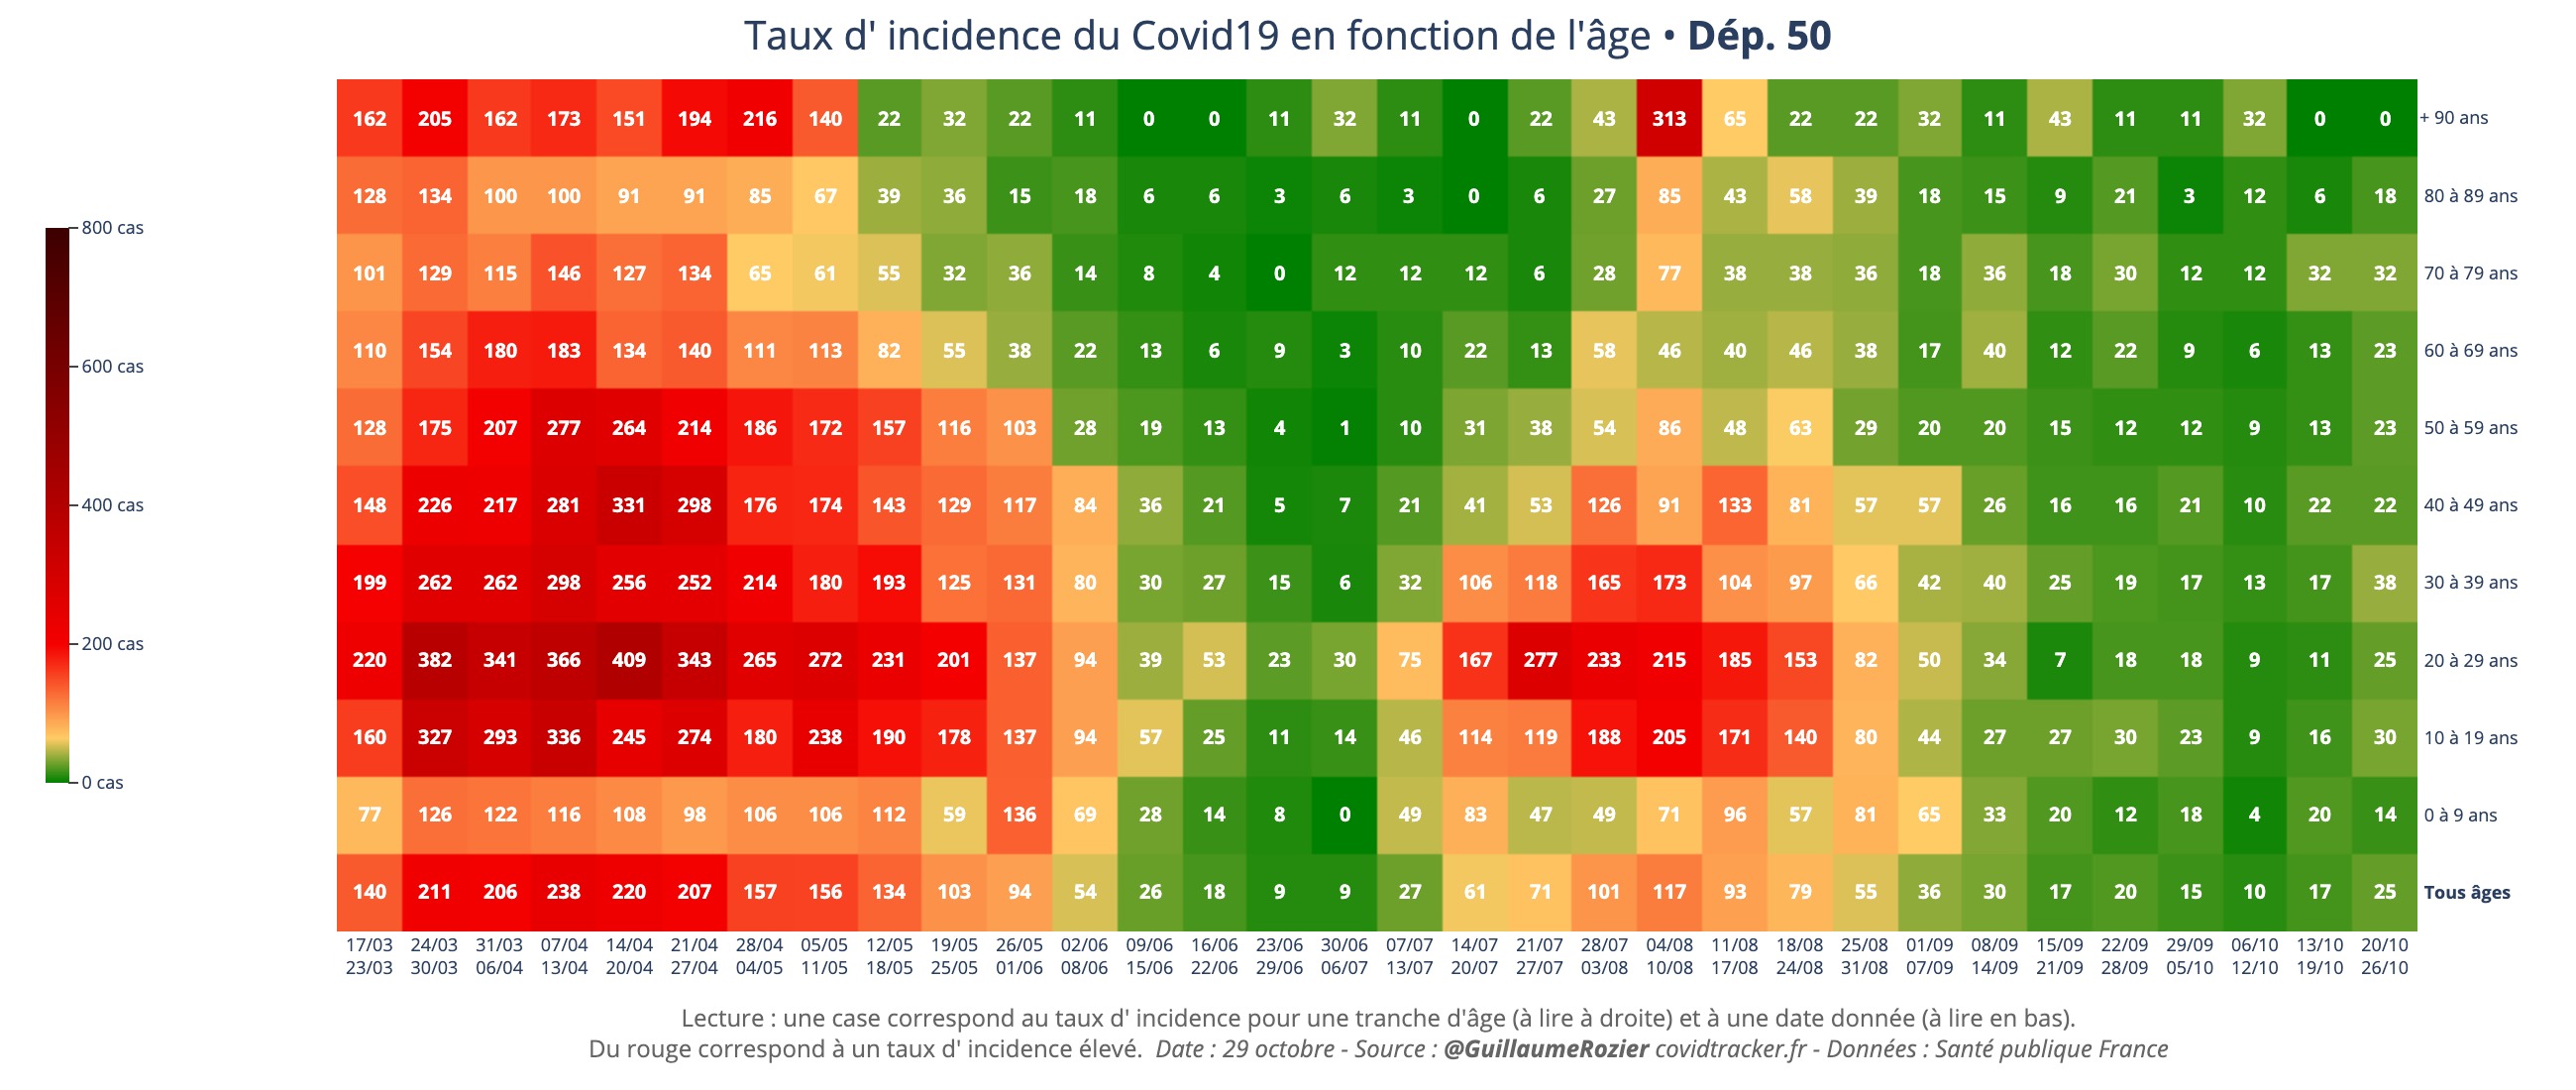 Taux d' incidence du Covid19 en fonction de l'âge • Dép. 50
162 205 162 173 151 194 216 140 22 32 22 11 0 0 11 32 11 0 22 43 313 65 22 22 32 11 43 11 11 32 0 0 + 90 ans
128 134 100 100 91 91 85 67 39 36 15 18 6 6 3 6 3 0 6 27 85 43 58 39 18 15 9 21 3 12 6 18 80 à 89 ans
800 cas
101 129 115 146 127 134 65 61 55 32 36 14 8 4 0 12 12 12 6 28 77 38 38 36 18 36 18 30 12 12 32 32 70 à 79 ans
110 154 180 183 134 140 111 113 82 55 38 22 13 6 9 3 10 22 13 58 46 40 46 38 17 40 12 22 9 6 13 23 60 à 69 ans
600 cas
128 175 207 277 264 214 186 172 157 116 103 28 19 13 4 1 10 31 38 54 86 48 63 29 20 20 15 12 12 9 13 23 50 à 59 ans
400 cas
148 226 217 281 331 298 176 174 143 129 117 84 36 21 5 7 21 41 53 126 91 133 81 57 57 26 16 16 21 10 22 22 40 à 49 ans
199 262 262 298 256 252 214 180 193 125 131 80 30 27 15 6 32 106 118 165 173 104 97 66 42 40 25 19 17 13 17 38 30 à 39 ans
200 cas
220 382 341 366 409 343 265 272 231 201 137 94 39 53 23 30 75 167 277 233 215 185 153 82 50 34 7 18 18 9 11 25 20 à 29 ans
160 327 293 336 245 274 180 238 190 178 137 94 57 25 11 14 46 114 119 188 205 171 140 80 44 27 27 30 23 9 16 30 10 à 19 ans
0 cas
77 126 122 116 108 98 106 106 112 59 136 69 28 14 8 0 49 83 47 49 71 96 57 81 65 33 20 12 18 4 20 14 0 à 9 ans
140 211 206 238 220 207 157 156 134 103 94 54 26 18 9 9 27 61 71 101 117 93 79 55 36 30 17 20 15 10 17 25 Tous âges
17/03 24/03 31/03 07/04 14/04 21/04 28/04 05/05 12/05 19/05 26/05 02/06 09/06 16/06 23/06 30/06 07/07 14/07 21/07 28/07 04/08 11/08 18/08 25/08 01/09 08/09 15/09 22/09 29/09 06/10 13/10 20/10
23/03 30/03 06/04 13/04 20/04 27/04 04/05 11/05 18/05 25/05 01/06 08/06 15/06 22/06 29/06 06/07 13/07 20/07 27/07 03/08 10/08 17/08 24/08 31/08 07/09 14/09 21/09 28/09 05/10 12/10 19/10 26/10
Lecture : une case correspond au taux d' incidence pour une tranche d'âge (à lire à droite) et à une date donnée (à lire en bas).
Du rouge correspond à un taux d' incidence élevé. Date : 29 octobre - Source : @GuillaumeRozier covidtracker.fr - Données : Santé publique France